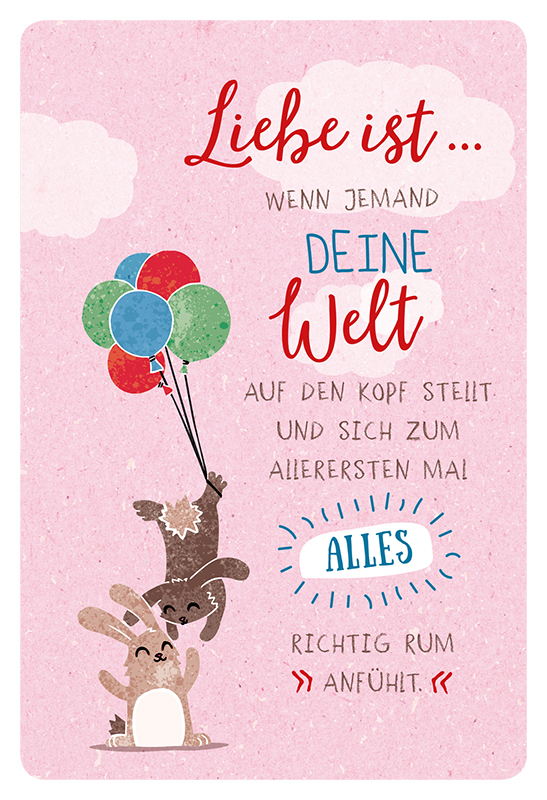 Liebe ist ...
WENN JEMAND
DEINE
Welt
AUF DEN KOPF STELLT
UND SICH ZUM
ALLERERSTEN MAL
ALLES
RICHTIG RUM
» ANFÜHLT. «